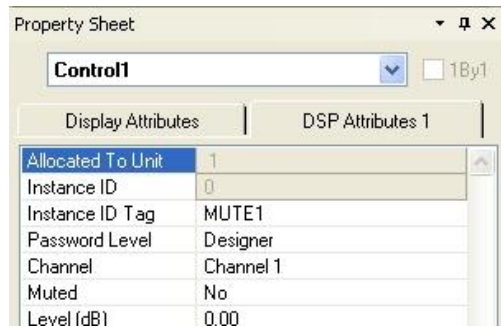 Property Sheet
Control1
1By1
Display Attributes DSP Attributes 1
Allocated To Unit 1
Instance ID 0
Instance ID Tag MUTE1
Password Level Designer
Channel Channel 1
Muted No
Level (dB) 0.00